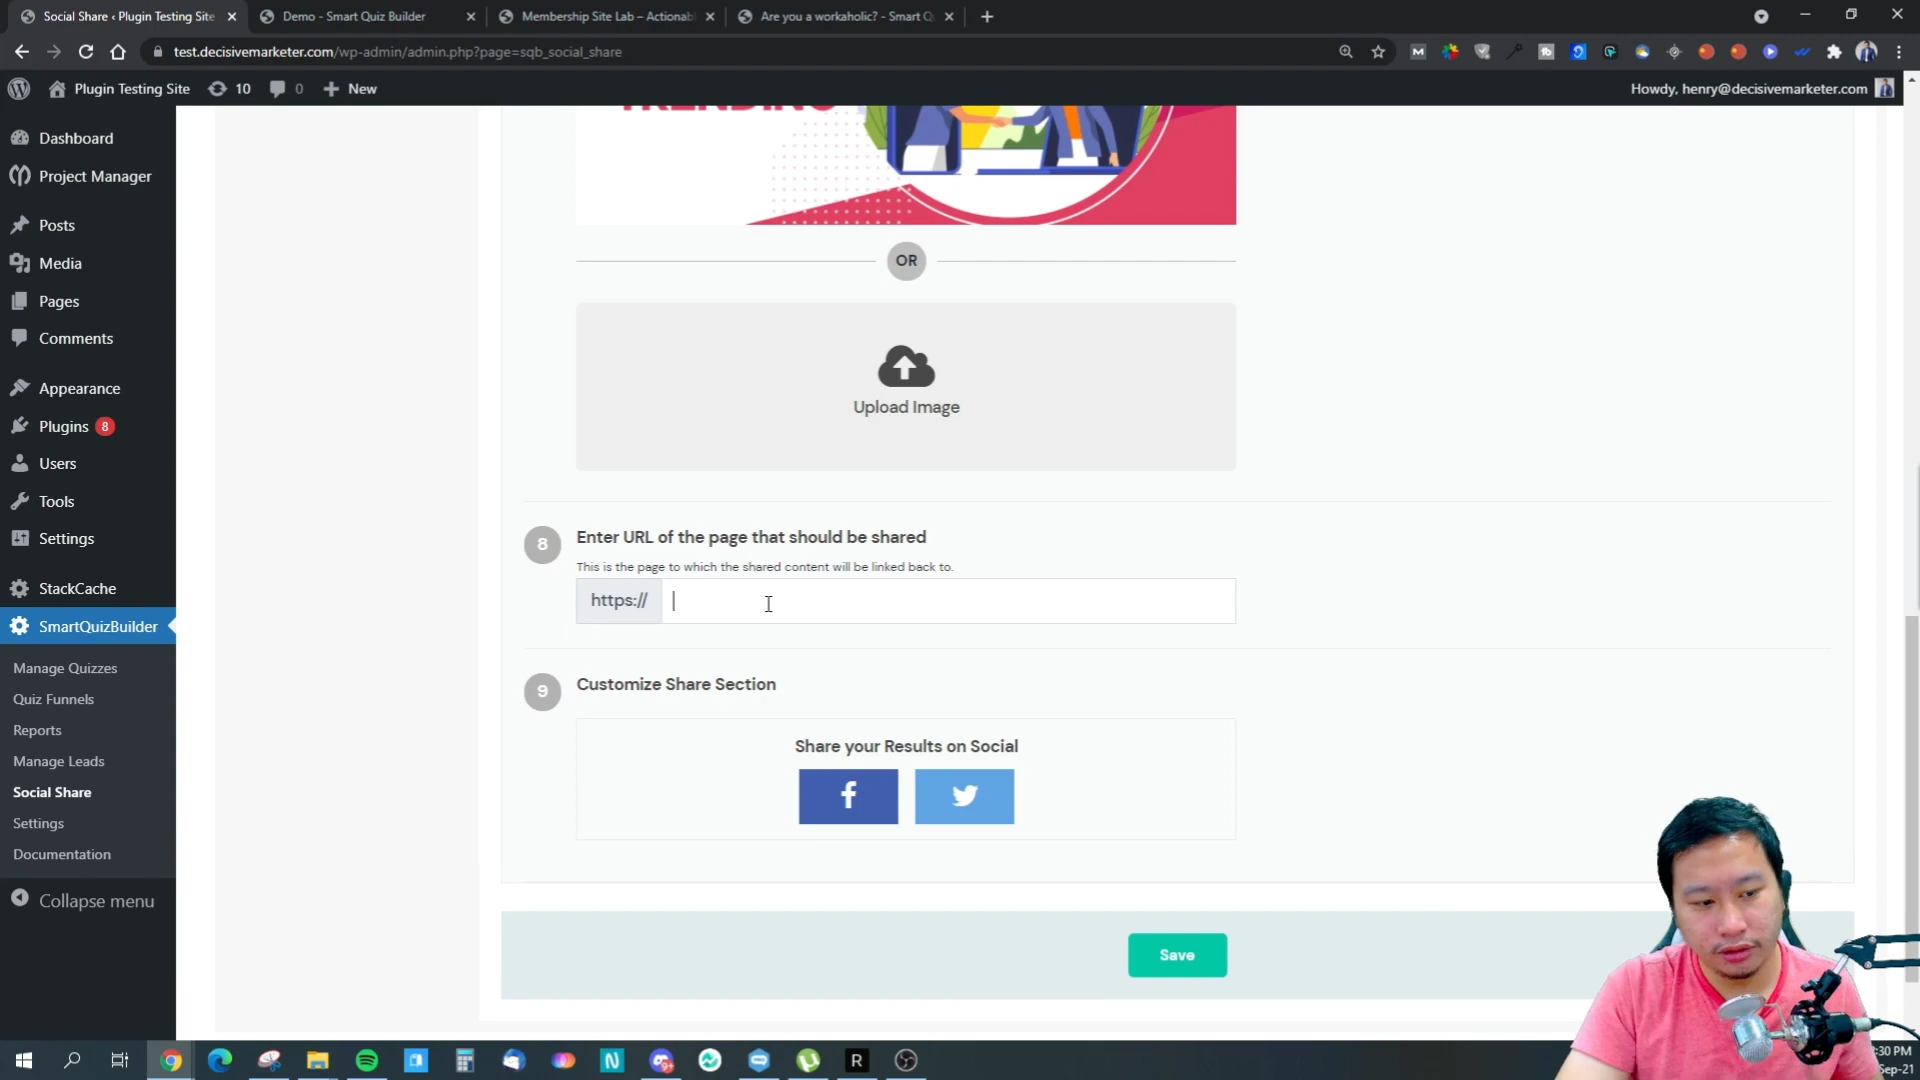 Social Share ‹ Plugin Testing Site
Demo - Smart Quiz Builder
Membership Site Lab – Actionab
Are you a workaholic? - Smart Q
test.decisivemarketer.com/wp-admin/admin.php?page=sqb_social_share
Plugin Testing Site
10
0
New
Howdy, henry@decisivemarketer.com
Dashboard
Project Manager
Posts
Media
Pages
Comments
Appearance
Plugins 8
Users
Tools
Settings
StackCache
SmartQuizBuilder
Manage Quizzes
Quiz Funnels
Reports
Manage Leads
Social Share
Settings
Documentation
Collapse menu
TRENDING
OR
Upload Image
8
Enter URL of the page that should be shared
This is the page to which the shared content will be linked back to.
https://
9
Customize Share Section
Share your Results on Social
Save
:30 PM
Sep-21